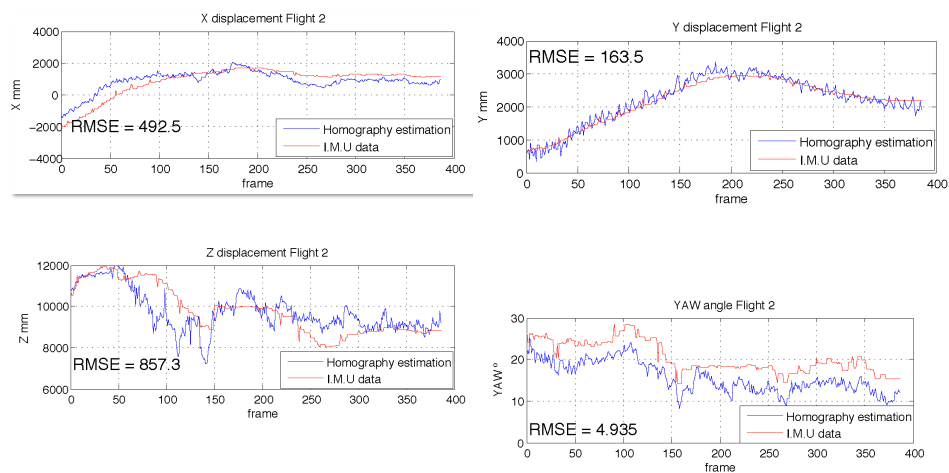 X displacement Flight 2
4000
2000
0
−2000
−4000
X mm
RMSE = 492.5
Homography estimation
I.M.U data
0 50 100 150 200 250 300 350 400
frame
Y displacement Flight 2
4000
3000
2000
1000
0
Y mm
RMSE = 163.5
Homography estimation
I.M.U data
0 50 100 150 200 250 300 350 400
frame
Z displacement Flight 2
12000
10000
8000
6000
Z mm
RMSE = 857.3
Homography estimation
I.M.U data
0 50 100 150 200 250 300 350 400
frame
YAW angle Flight 2
30
20
10
0
YAW º
RMSE = 4.935
Homography estimation
I.M.U data
0 50 100 150 200 250 300 350 400
frame